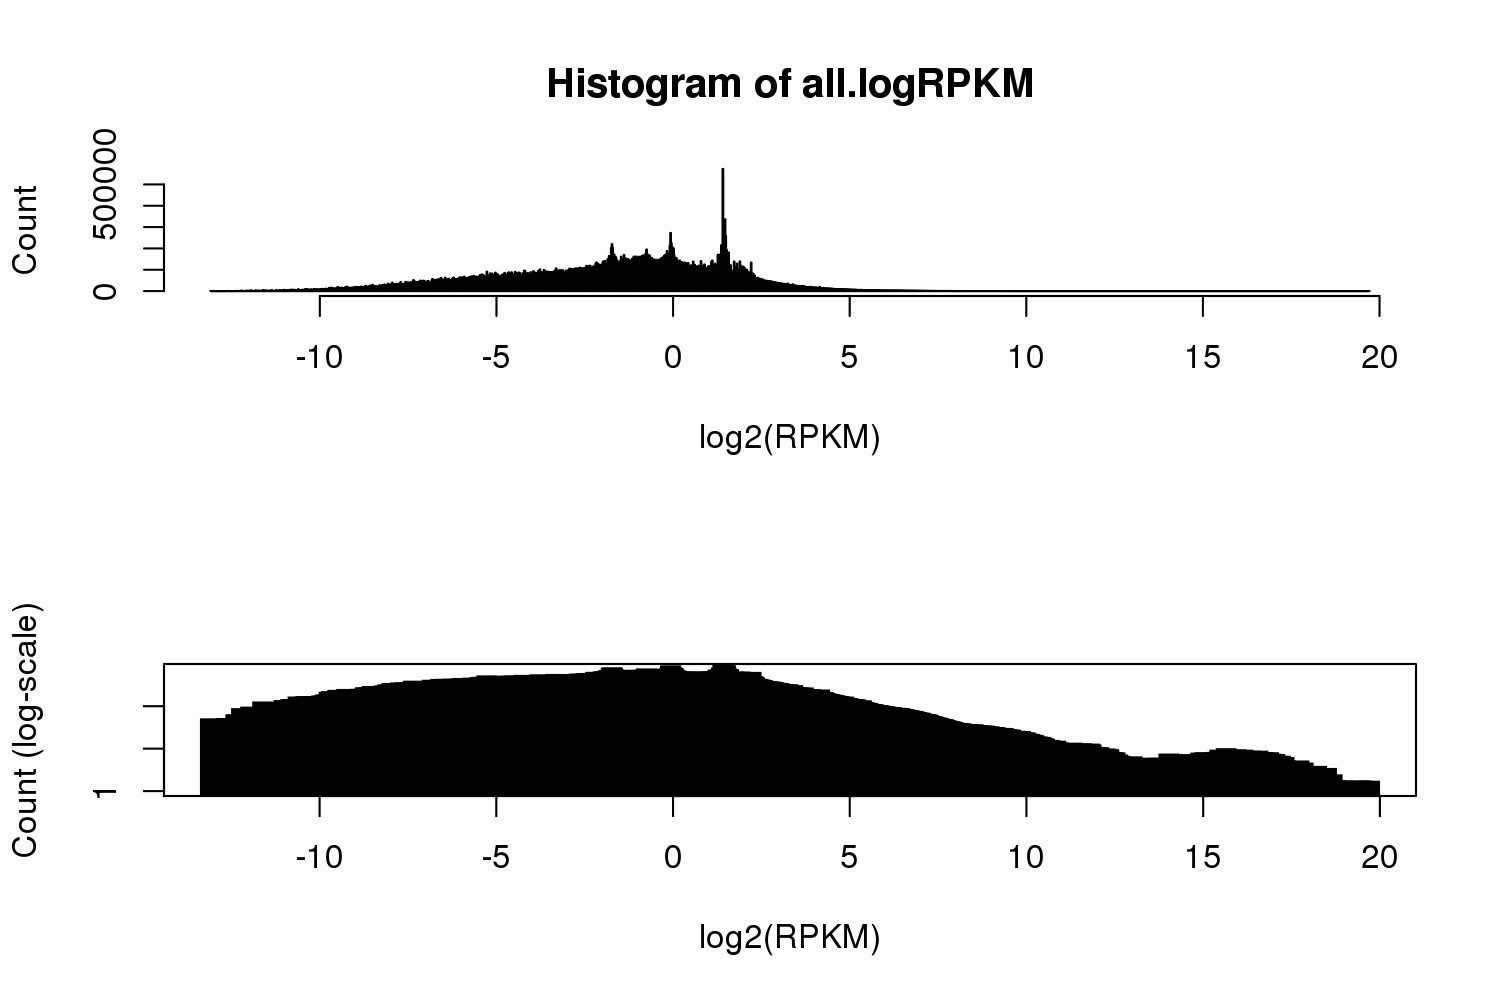 Histogram of all.logRPKM
Count
0 500000
-10 -5 0 5 10 15 20
log2(RPKM)
Count (log-scale)
1
-10 -5 0 5 10 15 20
log2(RPKM)